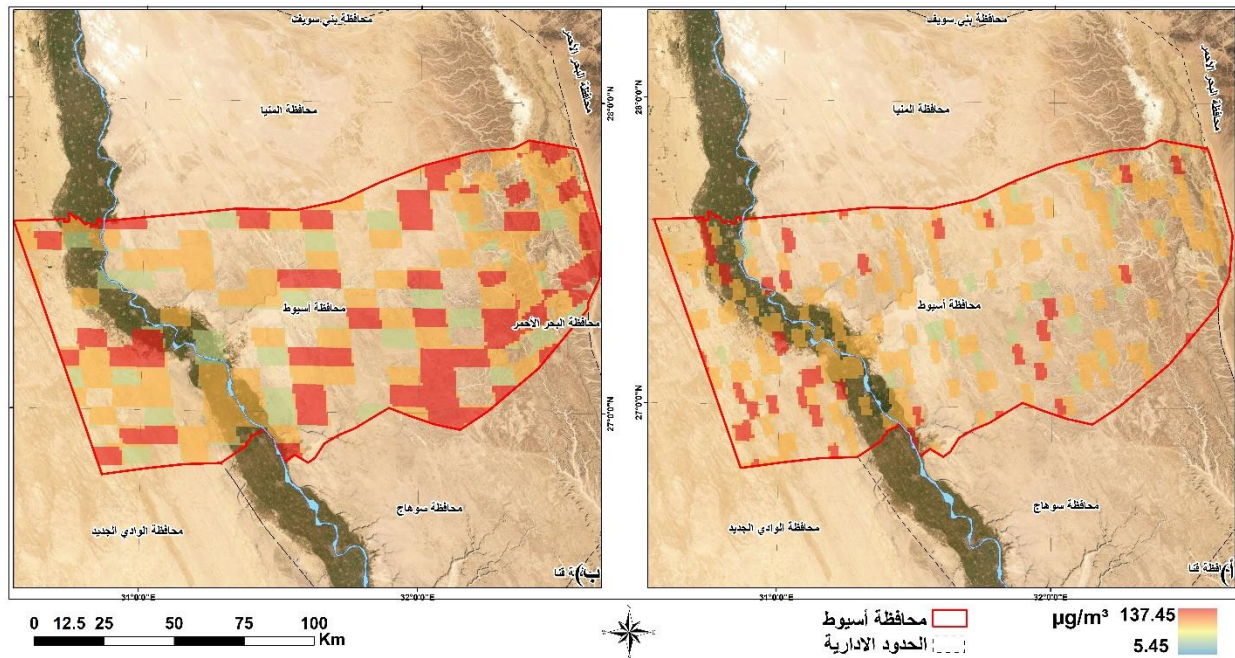 محافظة بني سويف
محافظة البحر الأحمر
محافظة المنيا
محافظة أسيوط
محافظة سوهاج
محافظة الوادي الجديد
محافظة قنا
أ)
28°0'0"N
27°0'0"N
31°0'0"E
32°0'0"E
محافظة بني سويف
محافظة البحر الأحمر
محافظة المنيا
محافظة أسيوط
محافظة البحر الأحمر
محافظة سوهاج
محافظة الوادي الجديد
ب)
28°0'0"N
27°0'0"N
31°0'0"E
32°0'0"E
137.45 µg/m³
5.45
محافظة أسيوط
الحدود الادارية
0 12.5 25 50 75 100
Km